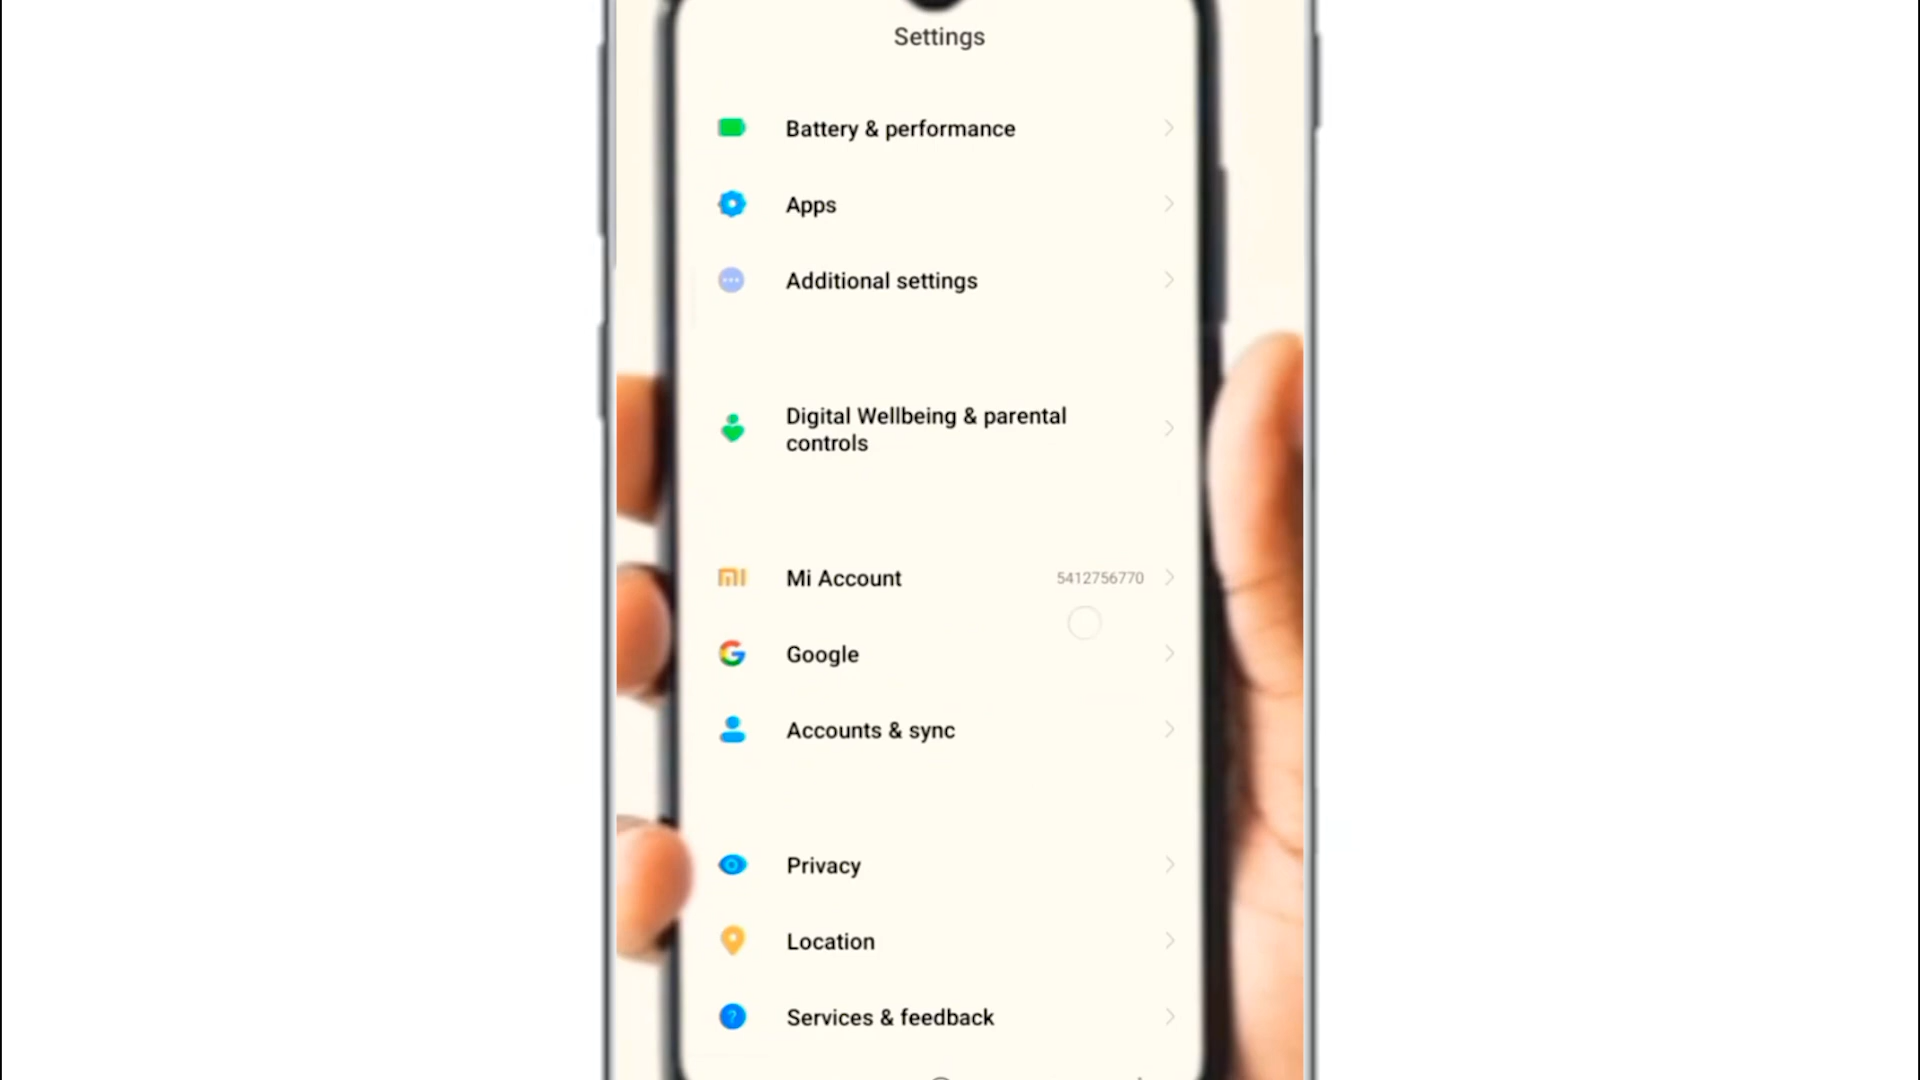 Settings
Battery & performance
Apps
Additional settings
Digital Wellbeing & parental
controls
mi Mi Account 5412756770
Google
Accounts & sync
Privacy
Location
Services & feedback